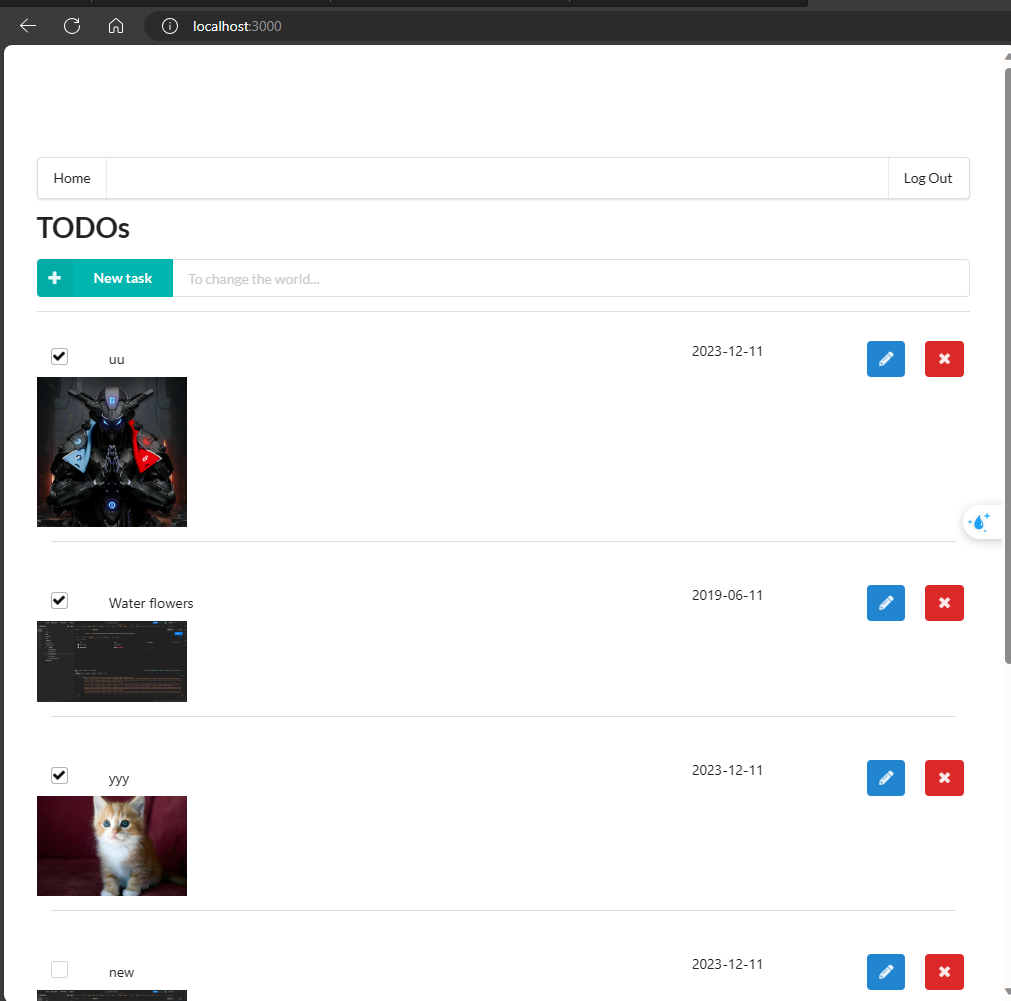 localhost:3000
Home
Log Out
TODOs
New task
To change the world...
uu
2023-12-11
Water flowers
2019-06-11
yyy
2023-12-11
new
2023-12-11